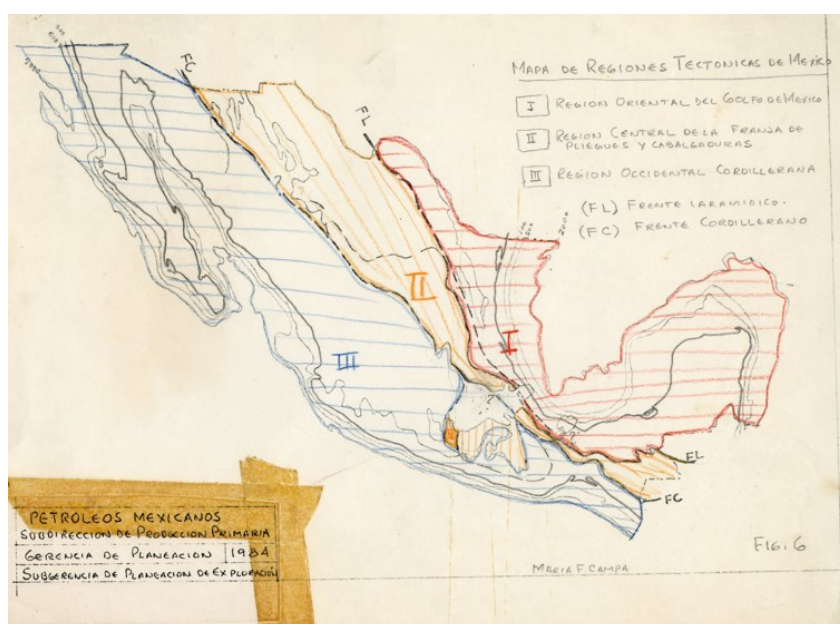 FC
FL
MAPA DE REGIONES TECTONICAS DE MEXICO
I REGION ORIENTAL DEL GOLFO DE MEXICO
II REGION CENTRAL DE LA FRANJA DE
PLIEGUES Y CABALGADURAS
III REGION OCCIDENTAL CORDILLERANA
(FL) FRENTE LARAMIDICO.
(FC) FRENTE CORDILLERANO
II
I
III
FL
FC
PETROLEOS MEXICANOS
SUBDIRECCION DE PRODUCCION PRIMARIA
GERENCIA DE PLANEACION 1984
SUBGERENCIA DE PLANEACION DE EXPLORACIÓN
FIG. 6
MARIA F. CAMPA